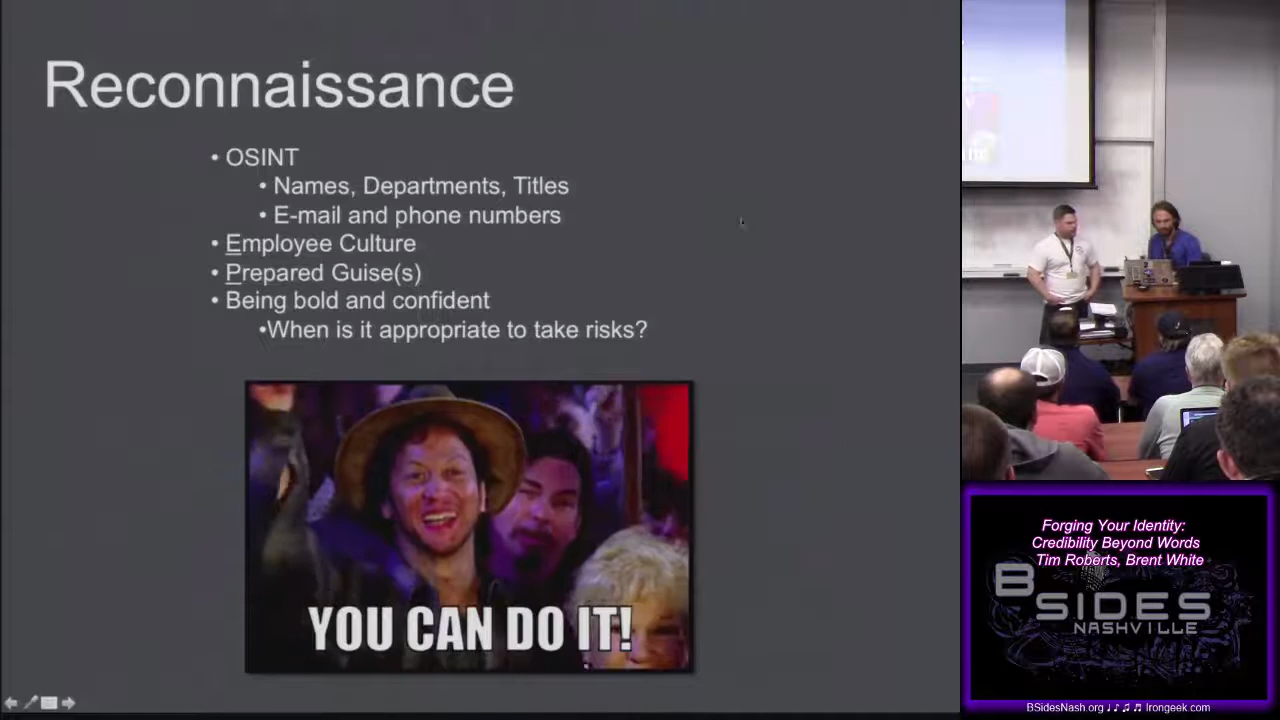 Reconnaissance
• OSINT
• Names, Departments, Titles
• E-mail and phone numbers
• Employee Culture
• Prepared Guise(s)
• Being bold and confident
•When is it appropriate to take risks?
YOU CAN DO IT!
Forging Your Identity:
Credibility Beyond Words
Tim Roberts, Brent White
BSIDES
NASHVILLE
BSidesNash.org ♩ ♪ ♫ ♬ Irongeek.com